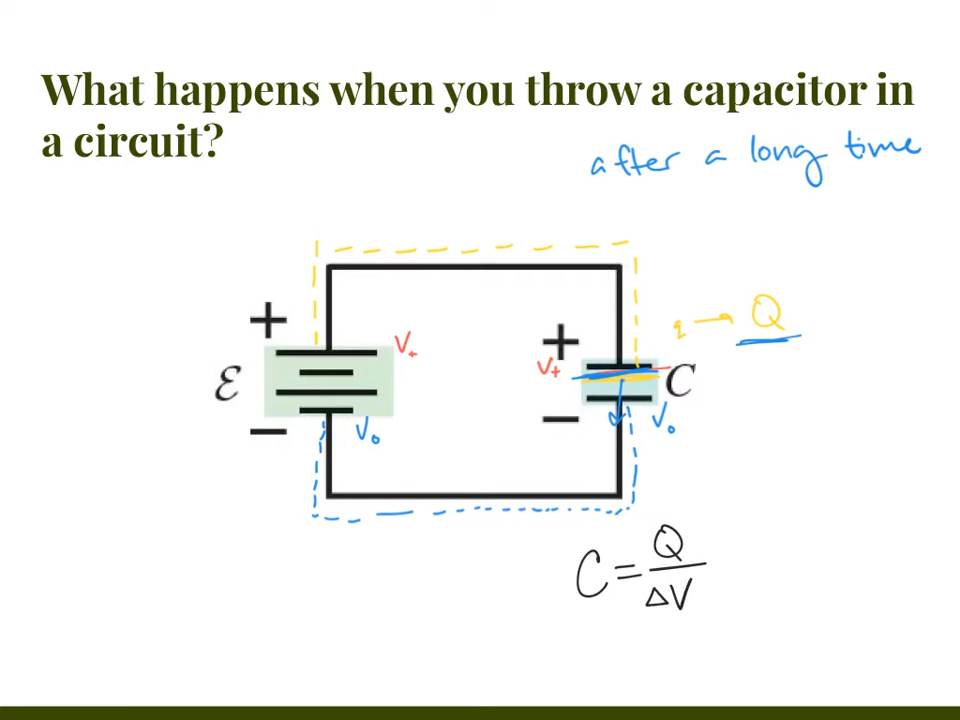 What happens when you throw a capacitor in
a circuit?
after a long time
+
ℰ
−
V+
V₀
+
V+
−
C
V₀
q → Q
C = Q/ΔV